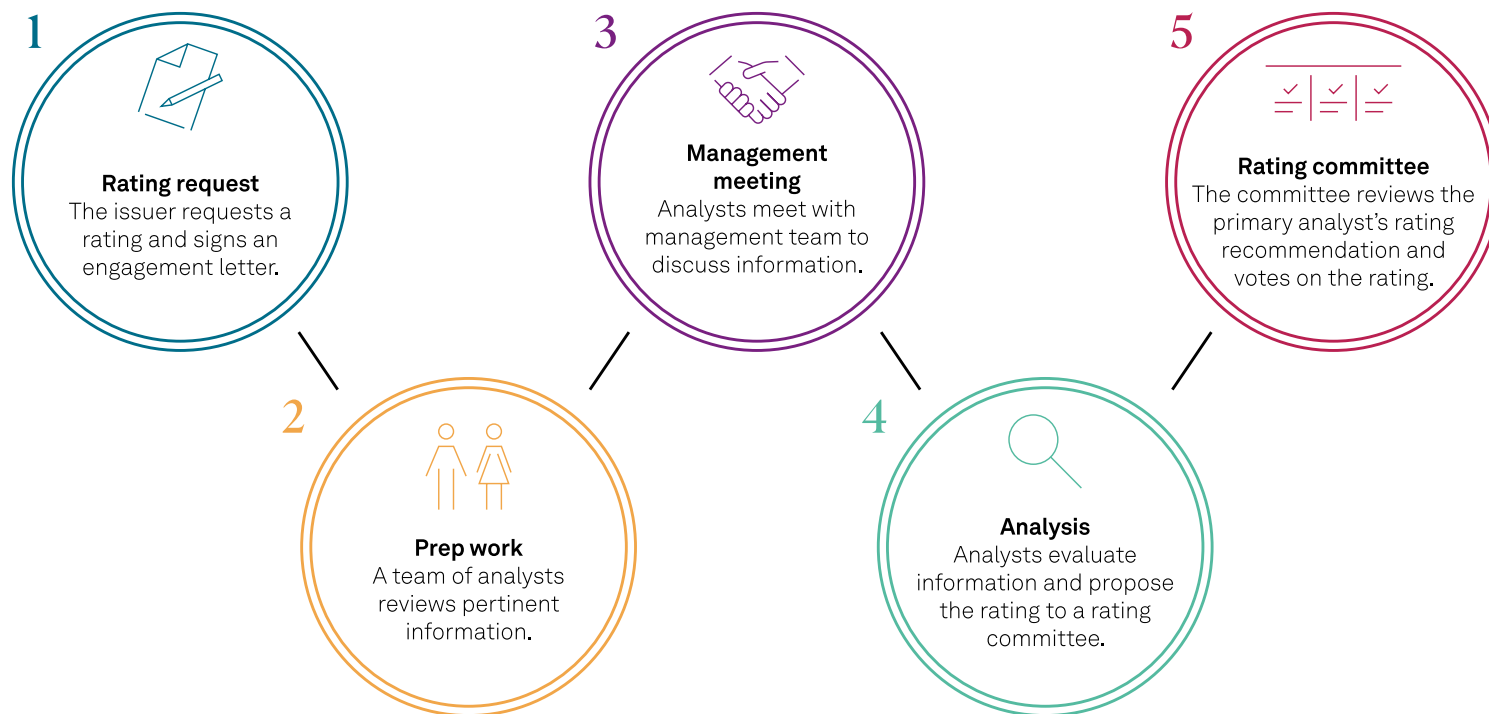 1
Rating request
The issuer requests a
rating and signs an
engagement letter.
2
Prep work
A team of analysts
reviews pertinent
information.
3
Management
meeting
Analysts meet with
management team to
discuss information.
4
Analysis
Analysts evaluate
information and propose
the rating to a rating
committee.
5
Rating committee
The committee reviews the
primary analyst’s rating
recommendation and
votes on the rating.